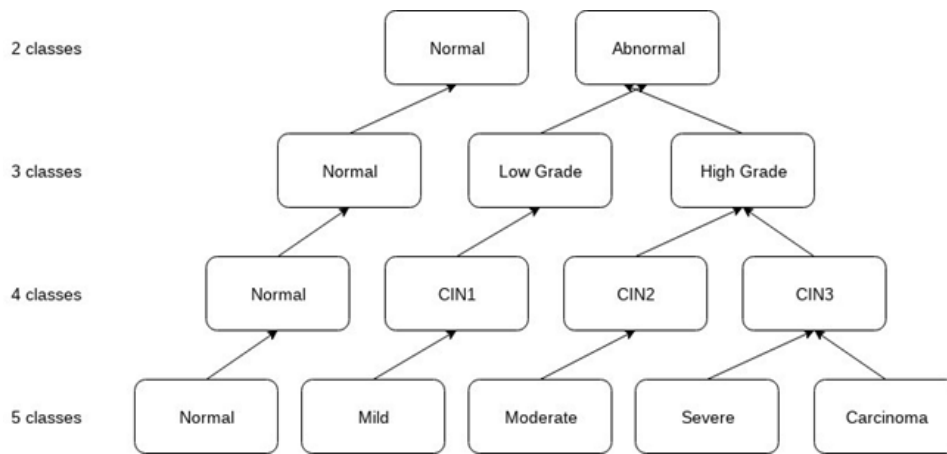 2 classes Normal Abnormal
3 classes Normal Low Grade High Grade
4 classes Normal CIN1 CIN2 CIN3
5 classes Normal Mild Moderate Severe Carcinoma